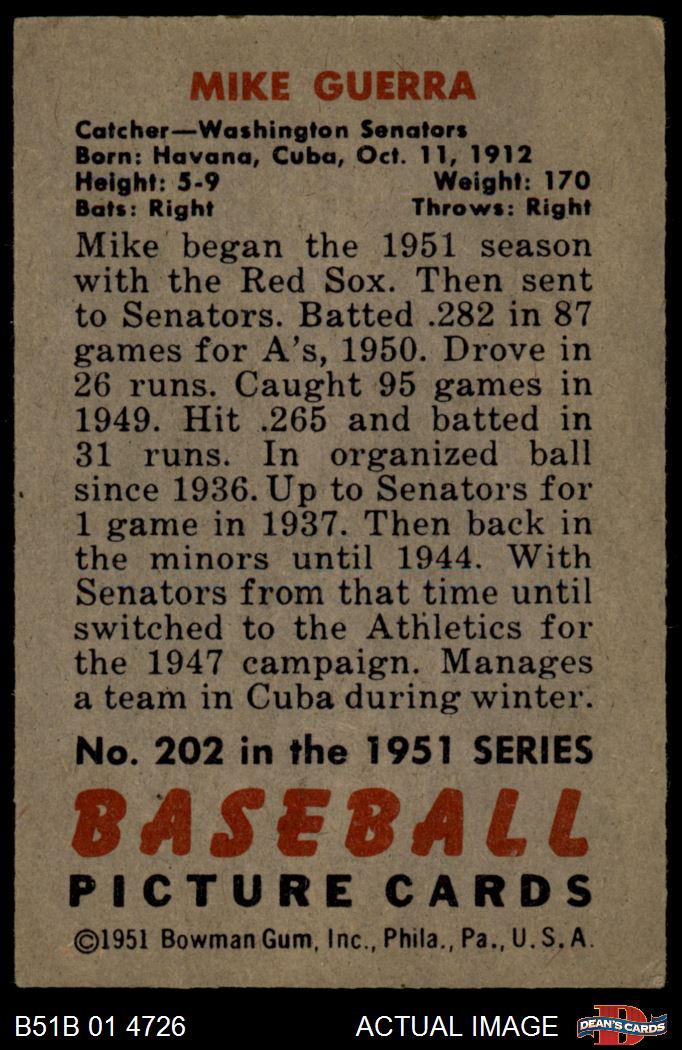 MIKE GUERRA
Catcher—Washington Senators
Born: Havana, Cuba, Oct. 11, 1912
Height: 5-9 Weight: 170
Bats: Right Throws: Right
Mike began the 1951 season
with the Red Sox. Then sent
to Senators. Batted .282 in 87
games for A's, 1950. Drove in
26 runs. Caught 95 games in
1949. Hit .265 and batted in
31 runs. In organized ball
since 1936. Up to Senators for
1 game in 1937. Then back in
the minors until 1944. With
Senators from that time until
switched to the Athletics for
the 1947 campaign. Manages
a team in Cuba during winter.
No. 202 in the 1951 SERIES
BASEBALL
PICTURE CARDS
©1951 Bowman Gum, Inc., Phila., Pa., U.S.A.
B51B 01 4726 ACTUAL IMAGE
D
DEAN'S CARDS